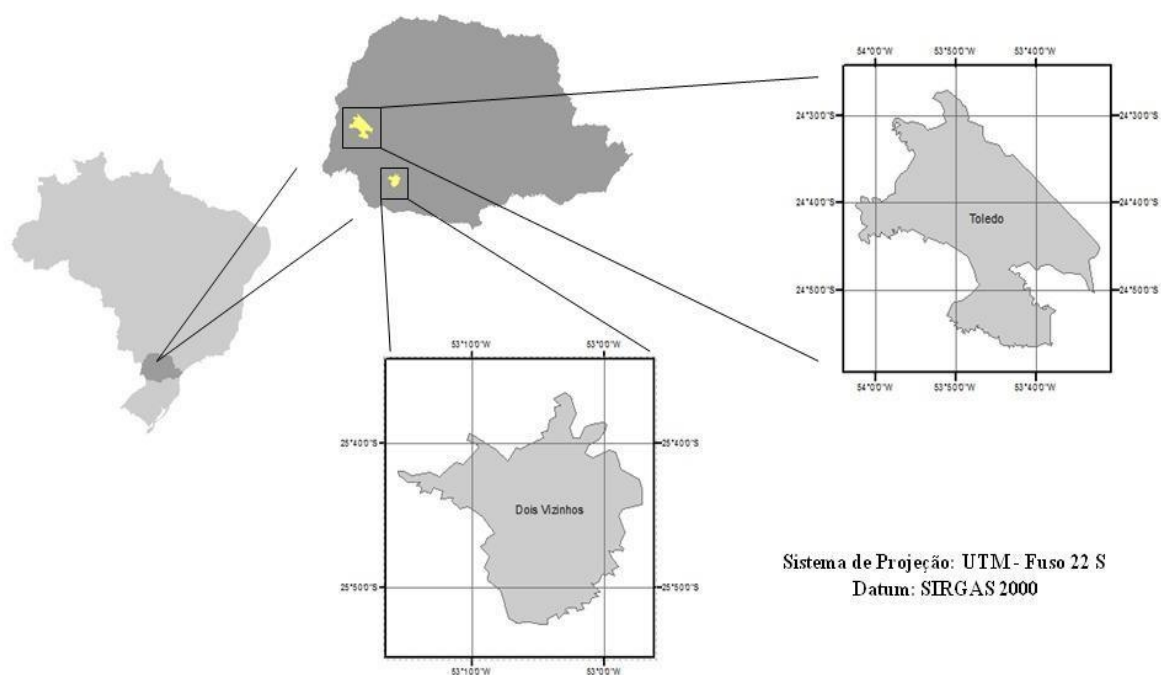 54°0'0"W 53°50'0"W 53°40'0"W
24°30'0"S 24°30'0"S
24°40'0"S 24°40'0"S
Toledo
24°50'0"S 24°50'0"S
54°0'0"W 53°50'0"W 53°40'0"W
53°10'0"W 53°0'0"W
25°40'0"S 25°40'0"S
Dois Vizinhos
25°50'0"S 25°50'0"S
53°10'0"W 53°0'0"W
Sistema de Projeção: UTM - Fuso 22 S
Datum: SIRGAS 2000